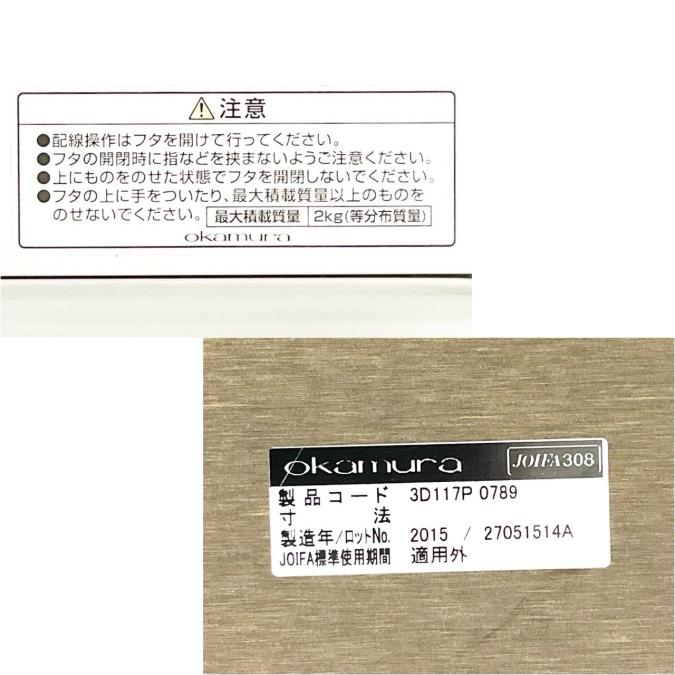 ⚠注意
●配線操作はフタを開けて行ってください。
●フタの開閉時に指などを挟まないようご注意ください。
●上にものをのせた状態でフタを開閉しないでください。
●フタの上に手をついたり、最大積載質量以上のものを
のせないでください。 最大積載質量 2kg(等分布質量)
okamura
okamura JOIFA308
製品コード 3D117P 0789
寸法
製造年/ロットNo. 2015 / 27051514A
JOIFA標準使用期間 適用外